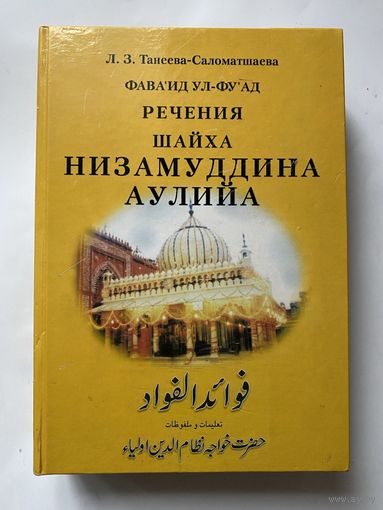 Л. З. Танеева-Саломатшаева
ФАВА'ИД УЛ-ФУ'АД
РЕЧЕНИЯ
ШАЙХА
НИЗАМУДДИНА
АУЛИЙА
فوائد الفواد
تعلیمات و ملفوظات
حضرت خواجہ نظام الدین اولیاء